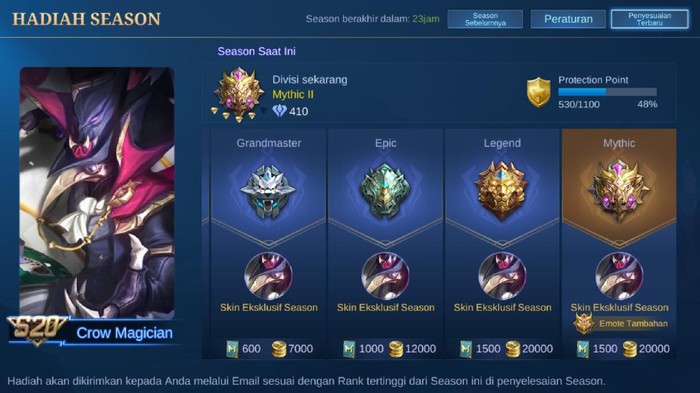 HADIAH SEASON
Season berakhir dalam: 23jam
Season Sebelumnya
Peraturan
Penyesuaian Terbaru
Season Saat Ini
Divisi sekarang
Mythic II
410
Protection Point
530/1100 48%
Grandmaster
Epic
Legend
Mythic
Skin Eksklusif Season
Skin Eksklusif Season
Skin Eksklusif Season
Skin Eksklusif Season
Emote Tambahan
600 7000
1000 12000
1500 20000
1500 20000
S20
Crow Magician
Hadiah akan dikirimkan kepada Anda melalui Email sesuai dengan Rank tertinggi dari Season ini di penyelesaian Season.